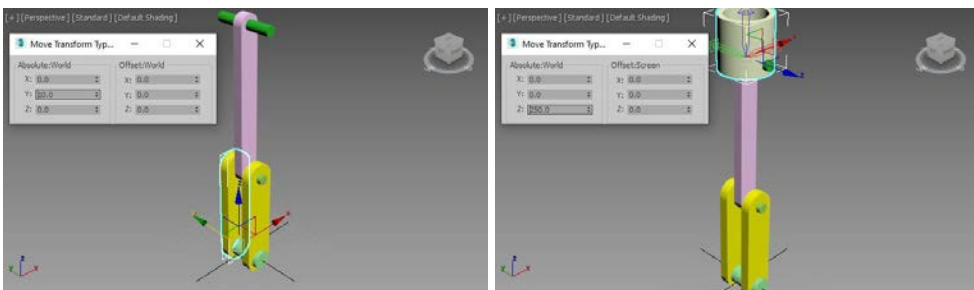 [+] [Perspective] [Standard] [Default Shading]
Move Transform Typ...
Absolute:World
Offset:World
X: 0.0
X: 0.0
Y: 10.0
Y: 0.0
Z: 0.0
Z: 0.0
z
y
x
[+] [Perspective] [Standard] [Default Shading]
Move Transform Typ...
Absolute:World
Offset:Screen
X: 0.0
X: 0.0
Y: 0.0
Y: 0.0
Z: 250.0
Z: 0.0
z
y
x